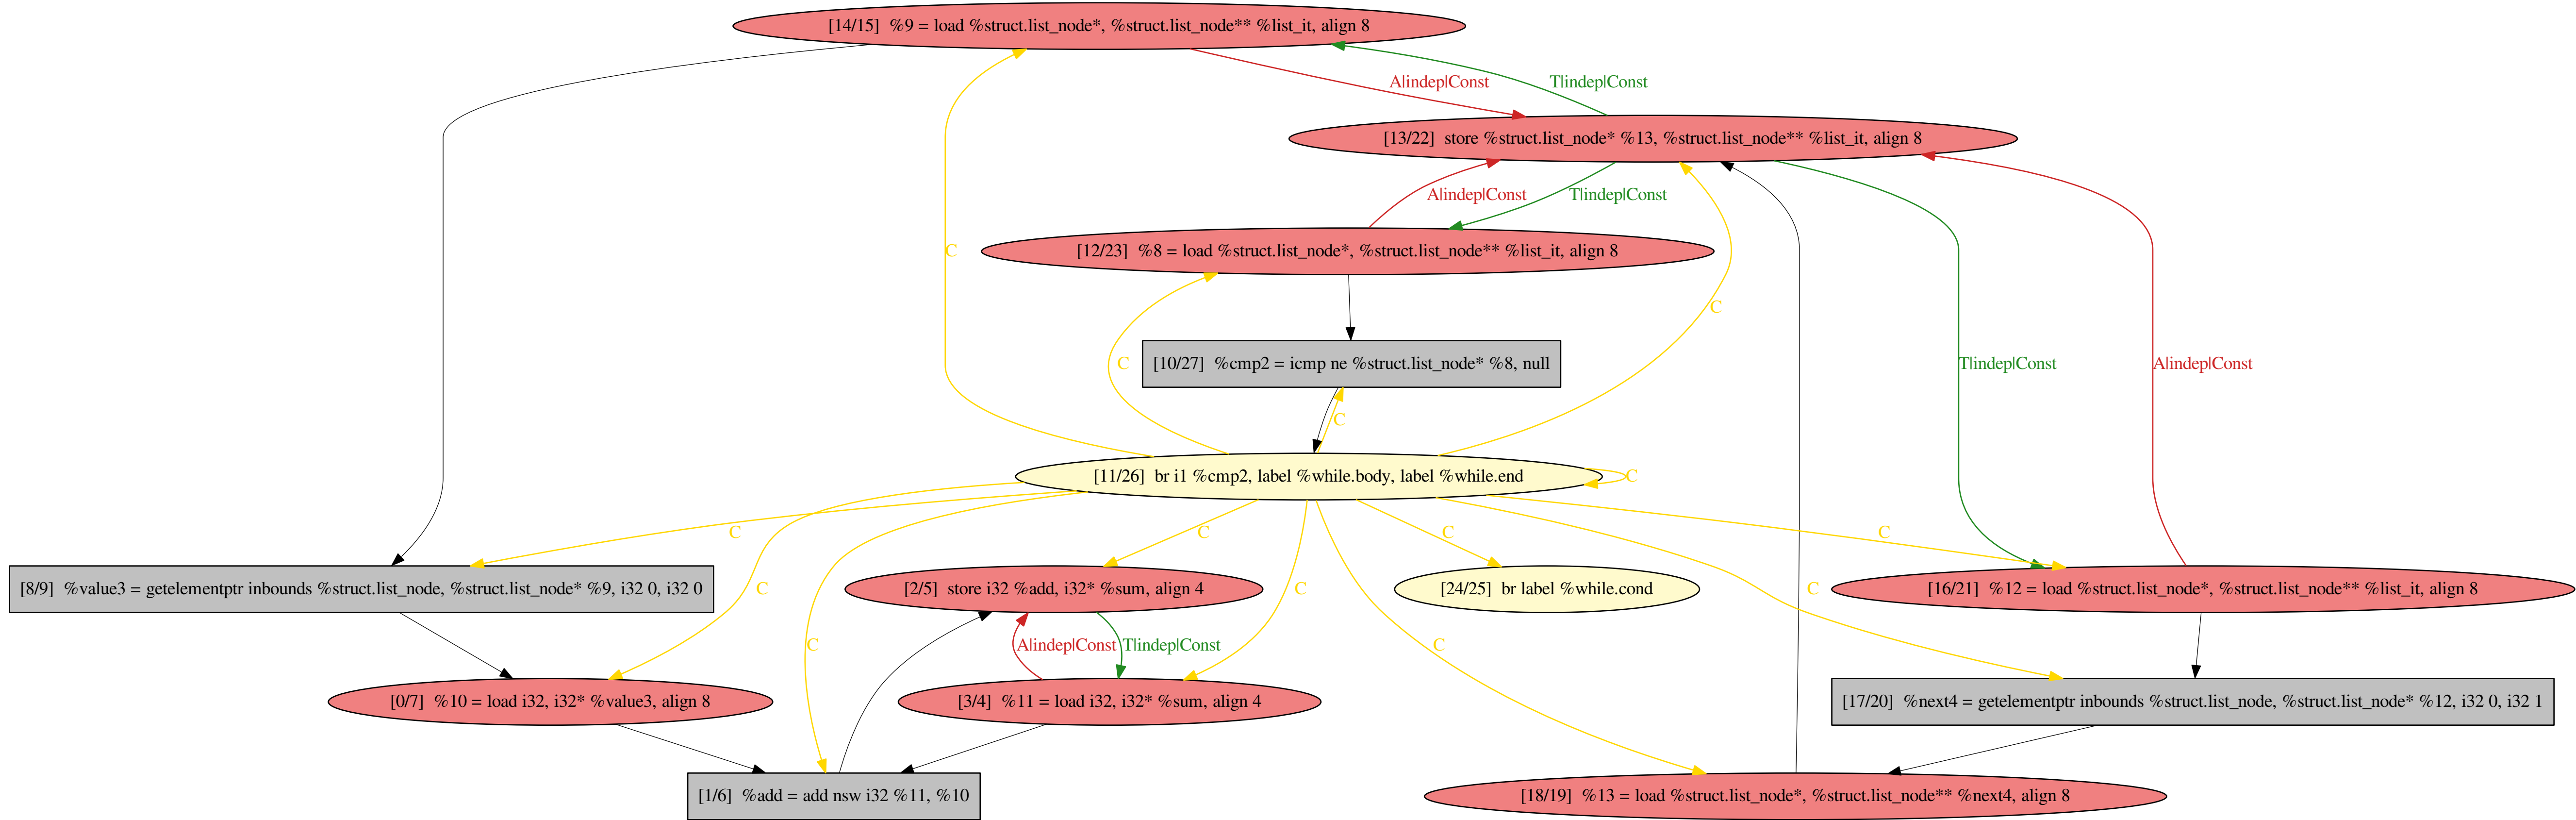 [14/15]  %9 = load %struct.list_node*, %struct.list_node** %list_it, align 8
A|indep|Const
T|indep|Const
[13/22]  store %struct.list_node* %13, %struct.list_node** %list_it, align 8
A|indep|Const
T|indep|Const
C
[12/23]  %8 = load %struct.list_node*, %struct.list_node** %list_it, align 8
C
C
[10/27]  %cmp2 = icmp ne %struct.list_node* %8, null
T|indep|Const
A|indep|Const
C
C
[11/26]  br i1 %cmp2, label %while.body, label %while.end
C
C
C
C
C
[8/9]  %value3 = getelementptr inbounds %struct.list_node, %struct.list_node* %9, i32 0, i32 0
C
[2/5]  store i32 %add, i32* %sum, align 4
C
[24/25]  br label %while.cond
C
[16/21]  %12 = load %struct.list_node*, %struct.list_node** %list_it, align 8
C
A|indep|Const
T|indep|Const
C
[0/7]  %10 = load i32, i32* %value3, align 8
[3/4]  %11 = load i32, i32* %sum, align 4
[17/20]  %next4 = getelementptr inbounds %struct.list_node, %struct.list_node* %12, i32 0, i32 1
[1/6]  %add = add nsw i32 %11, %10
[18/19]  %13 = load %struct.list_node*, %struct.list_node** %next4, align 8